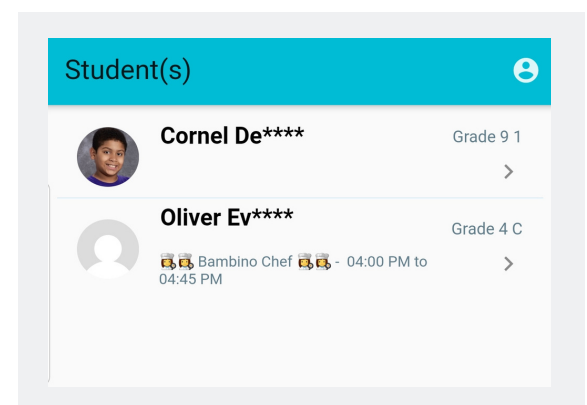 Student(s)
Cornel De****
Grade 9 1
Oliver Ev****
Grade 4 C
👩‍🍳👩‍🍳 Bambino Chef 👩‍🍳👩‍🍳 - 04:00 PM to
04:45 PM